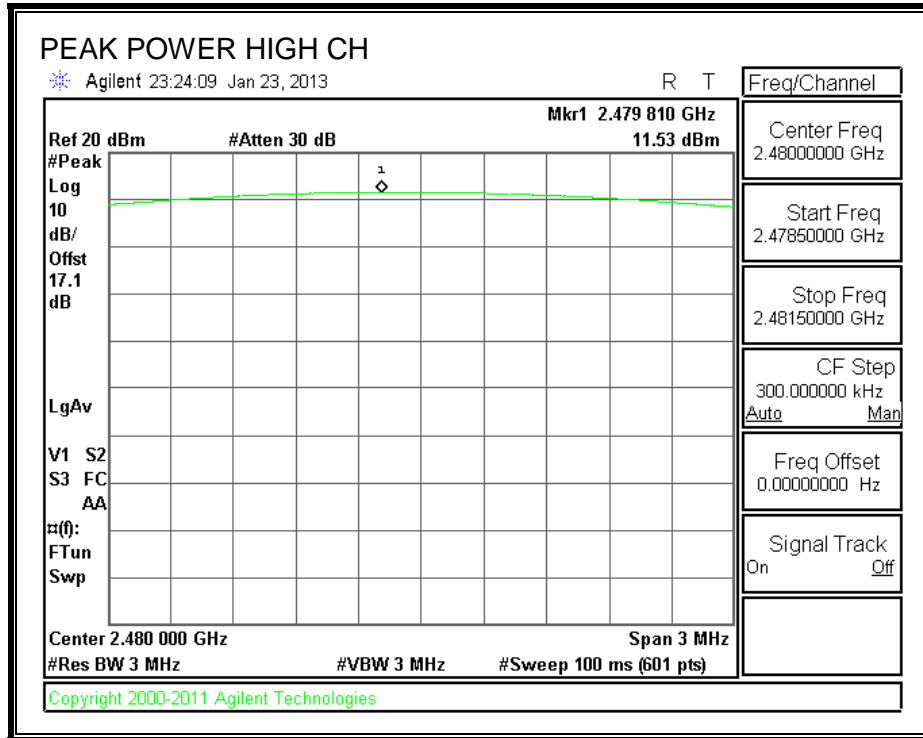 PEAK POWER HIGH CH
Agilent 23:24:09 Jan 23, 2013 R T
Mkr1 2.479 810 GHz
Ref 20 dBm #Atten 30 dB 11.53 dBm
#Peak
Log
10
dB/
Offst
17.1
dB
LgAv
V1 S2
S3 FC
AA
¤(f):
FTun
Swp
1
Center 2.480 000 GHz Span 3 MHz
#Res BW 3 MHz #VBW 3 MHz #Sweep 100 ms (601 pts)
Copyright 2000-2011 Agilent Technologies
Freq/Channel
Center Freq
2.48000000 GHz
Start Freq
2.47850000 GHz
Stop Freq
2.48150000 GHz
CF Step
300.000000 kHz
Auto Man
Freq Offset
0.00000000 Hz
Signal Track
On Off